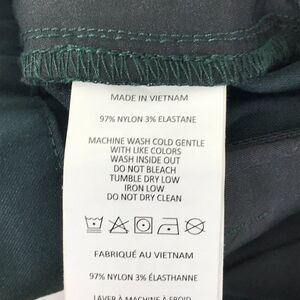 MADE IN VIETNAM
97% NYLON 3% ELASTANE
MACHINE WASH COLD GENTLE
WITH LIKE COLORS
WASH INSIDE OUT
DO NOT BLEACH
TUMBLE DRY LOW
IRON LOW
DO NOT DRY CLEAN
FABRIQUÉ AU VIETNAM
97% NYLON 3% ÉLASTHANNE
LAVER À MACHINE À FROID